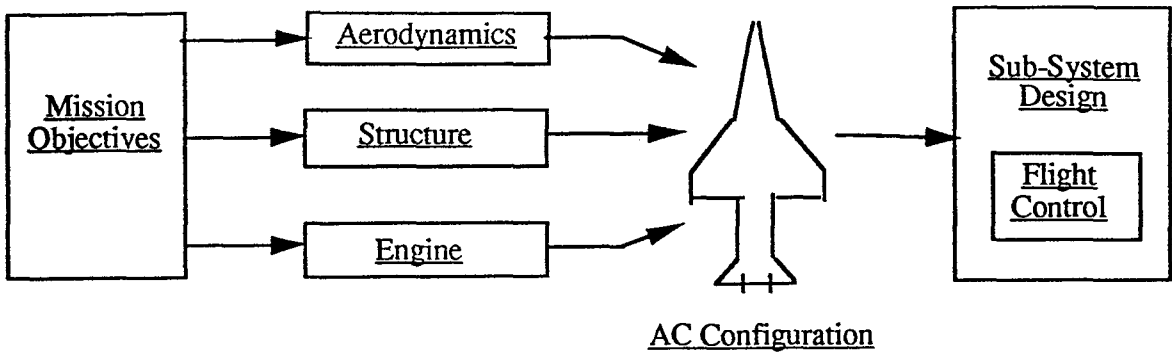 Mission
Objectives
Aerodynamics
Structure
Engine
AC Configuration
Sub-System
Design
Flight
Control